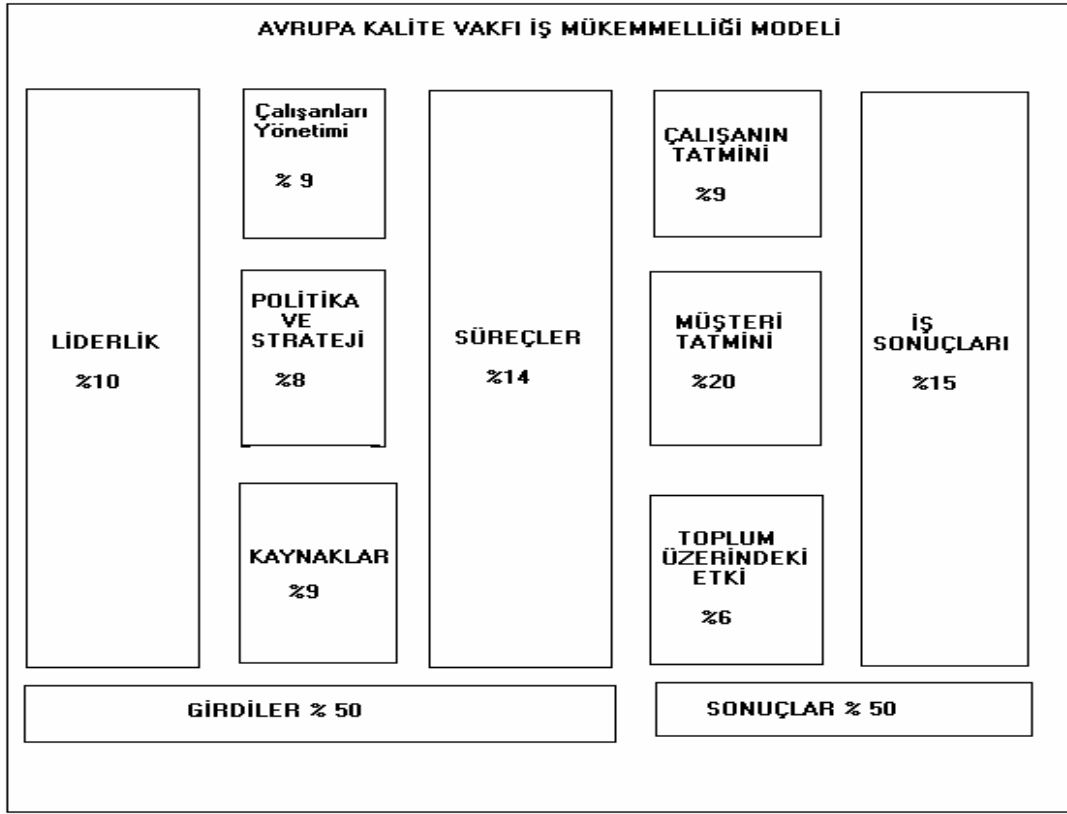 AVRUPA KALİTE VAKFI İŞ MÜKEMMELLİĞİ MODELİ
LİDERLİK
%10
Çalışanları
Yönetimi
% 9
POLİTİKA
VE
STRATEJİ
%8
KAYNAKLAR
%9
SÜREÇLER
%14
ÇALIŞANIN
TATMİNİ
%9
MÜŞTERİ
TATMİNİ
%20
TOPLUM
ÜZERİNDEKİ
ETKİ
%6
İŞ
SONUÇLARI
%15
GİRDİLER % 50
SONUÇLAR % 50